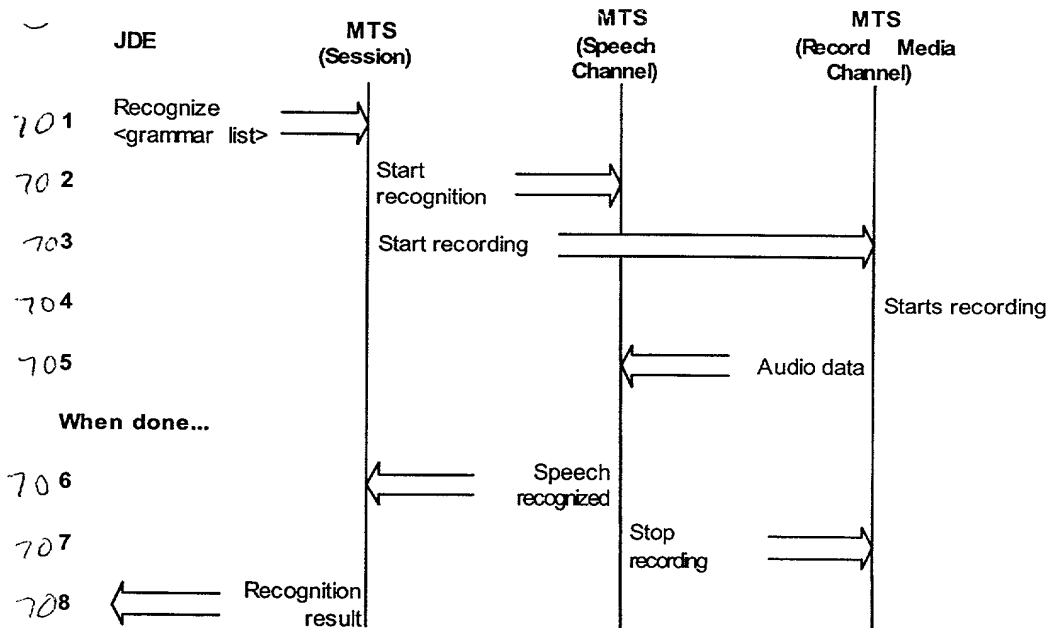 JDE
MTS
(Session)
MTS
(Speech
Channel)
MTS
(Record Media
Channel)
701
Recognize
<grammar list>
702
Start
recognition
703
Start recording
704
Starts recording
705
Audio data
When done...
706
Speech
recognized
707
Stop
recording
708
Recognition
result